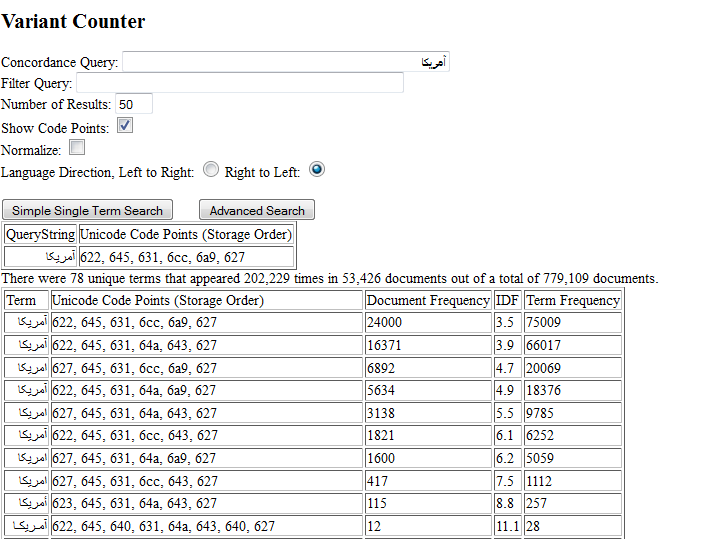 Variant Counter
Concordance Query: آمریکا
Filter Query:
Number of Results: 50
Show Code Points:
Normalize:
Language Direction, Left to Right: Right to Left:
Simple Single Term Search Advanced Search
QueryString Unicode Code Points (Storage Order)
آمریکا 622, 645, 631, 6cc, 6a9, 627
There were 78 unique terms that appeared 202,229 times in 53,426 documents out of a total of 779,109 documents.
Term Unicode Code Points (Storage Order) Document Frequency IDF Term Frequency
آمریکا 622, 645, 631, 6cc, 6a9, 627 24000 3.5 75009
آمريكا 622, 645, 631, 64a, 643, 627 16371 3.9 66017
امریکا 627, 645, 631, 6cc, 6a9, 627 6892 4.7 20069
آمريکا 622, 645, 631, 64a, 6a9, 627 5634 4.9 18376
امريكا 627, 645, 631, 64a, 643, 627 3138 5.5 9785
آمریكا 622, 645, 631, 6cc, 643, 627 1821 6.1 6252
امريکا 627, 645, 631, 64a, 6a9, 627 1600 6.2 5059
امریكا 627, 645, 631, 6cc, 643, 627 417 7.5 1112
أمريكا 623, 645, 631, 64a, 643, 627 115 8.8 257
آمـريكـا 622, 645, 640, 631, 64a, 643, 640, 627 12 11.1 28